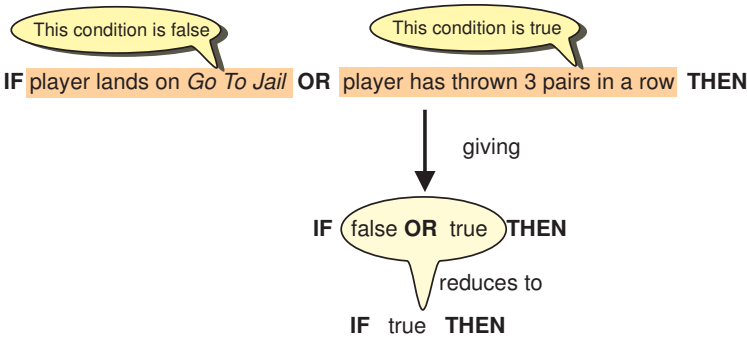 This condition is false
This condition is true
IF player lands on Go To Jail OR player has thrown 3 pairs in a row THEN
giving
IF false OR true THEN
reduces to
IF true THEN